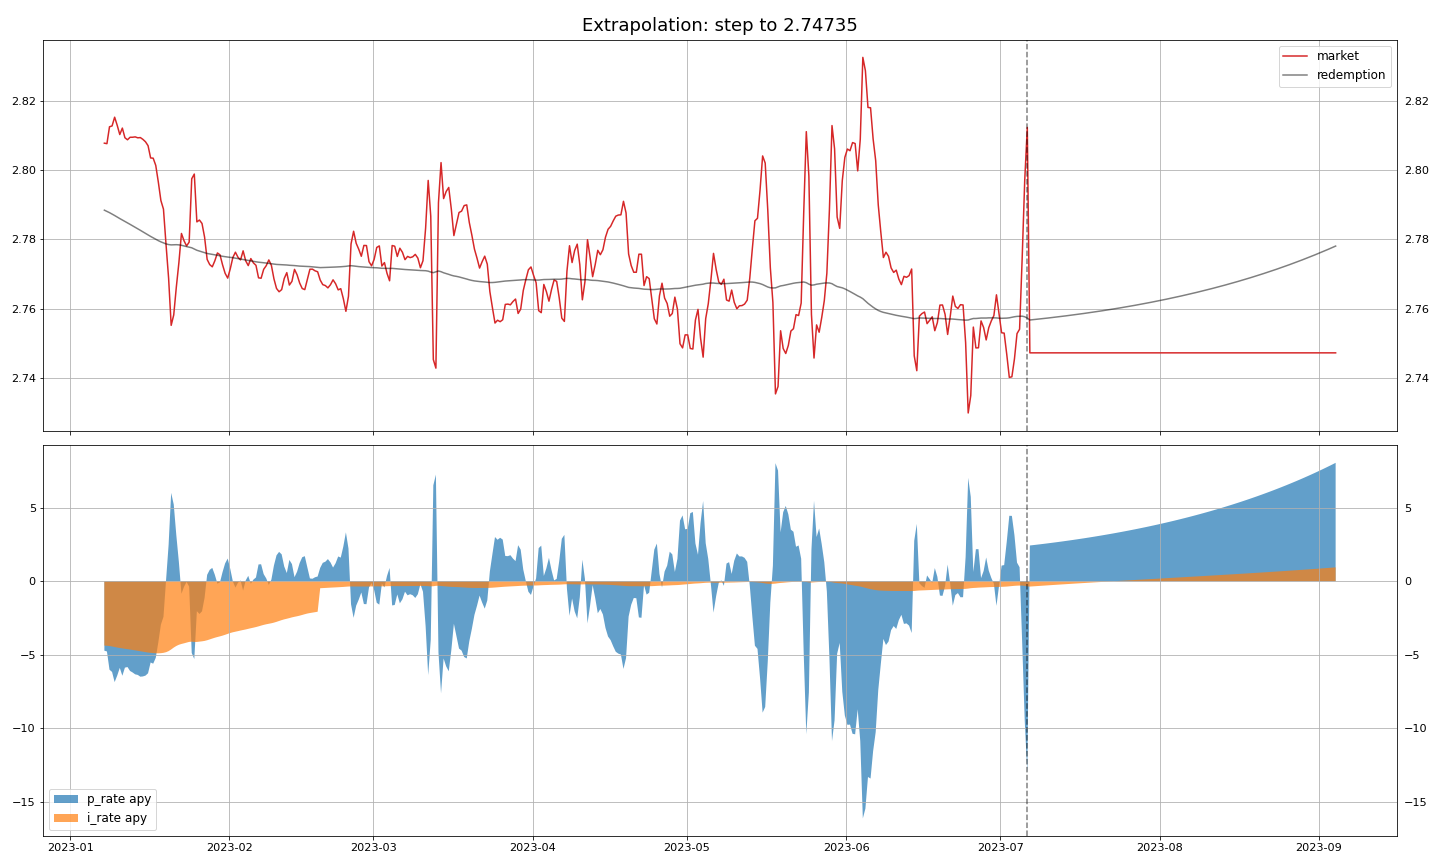 Extrapolation: step to 2.74735
market
redemption
2.82 2.82
2.80 2.80
2.78 2.78
2.76 2.76
2.74 2.74
5 5
0 0
−5 −5
−10 −10
−15 −15
p_rate apy
i_rate apy
2023-01 2023-02 2023-03 2023-04 2023-05 2023-06 2023-07 2023-08 2023-09